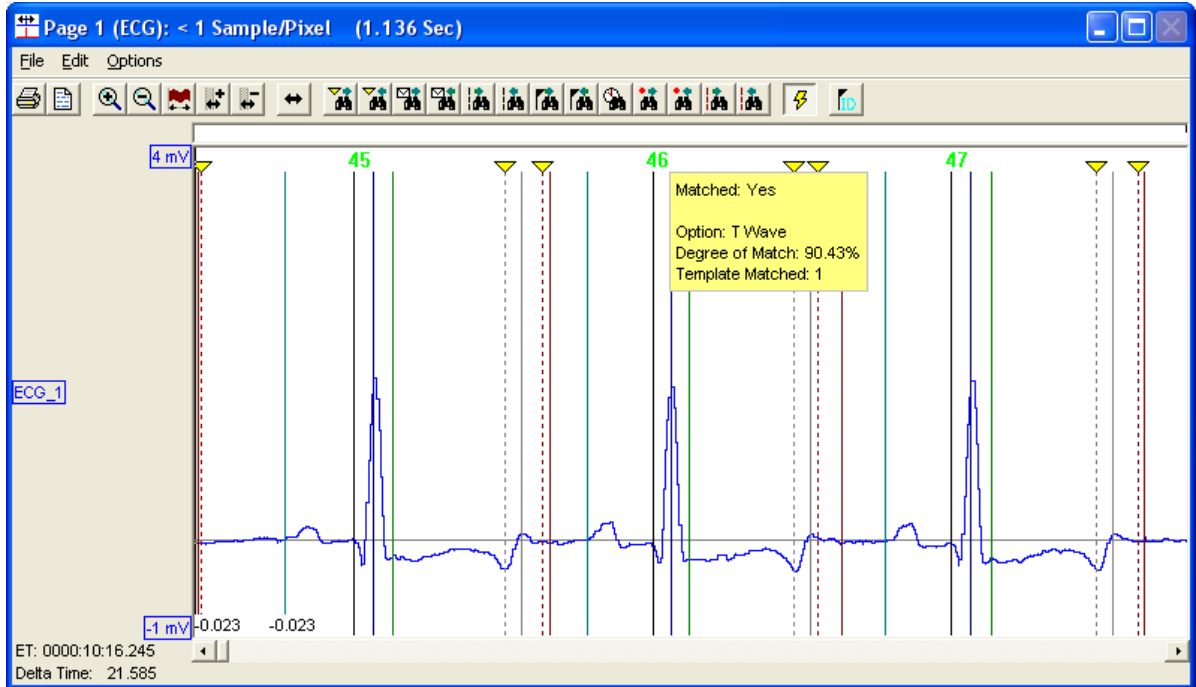 Page 1 (ECG): < 1 Sample/Pixel (1.136 Sec)
File Edit Options
ID
4 mV
45 46 47
Matched: Yes
Option: T Wave
Degree of Match: 90.43%
Template Matched: 1
ECG_1
-1 mV
-0.023 -0.023
ET: 0000:10:16.245
Delta Time: 21.585